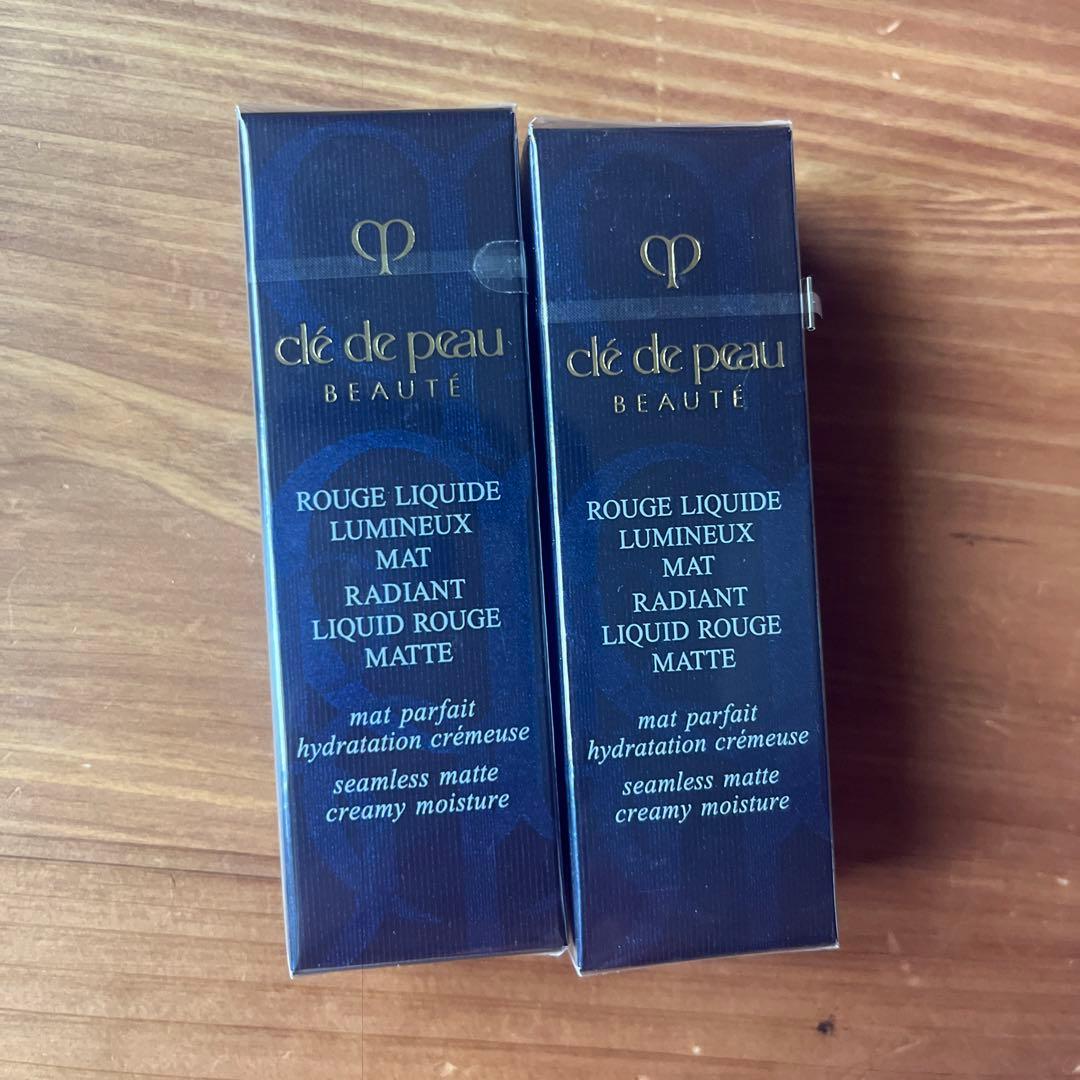 clé de peau
BEAUTÉ
ROUGE LIQUIDE
LUMINEUX
MAT
RADIANT
LIQUID ROUGE
MATTE
mat parfait
hydratation crémeuse
seamless matte
creamy moisture
clé de peau
BEAUTÉ
ROUGE LIQUIDE
LUMINEUX
MAT
RADIANT
LIQUID ROUGE
MATTE
mat parfait
hydratation crémeuse
seamless matte
creamy moisture